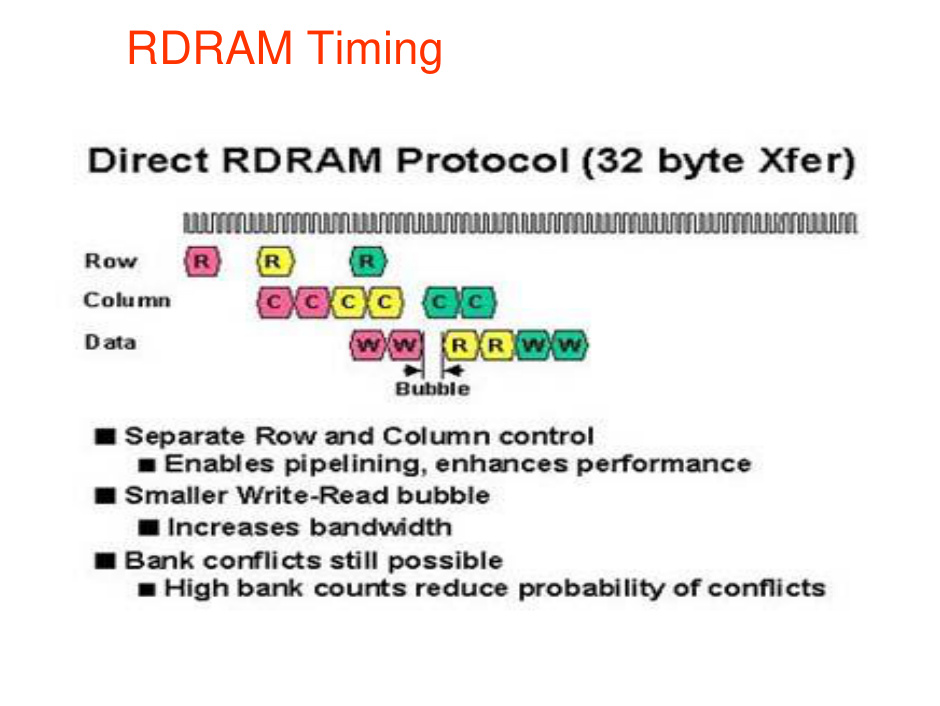 RDRAM Timing
Direct RDRAM Protocol (32 byte Xfer)
Row R R R
Column C C C C C C
Data W W R R W W
Bubble
Separate Row and Column control
Enables pipelining, enhances performance
Smaller Write-Read bubble
Increases bandwidth
Bank conflicts still possible
High bank counts reduce probability of conflicts